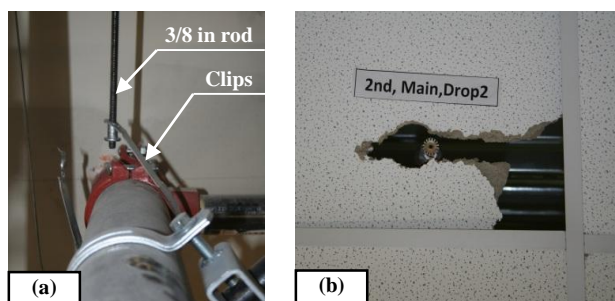 3/8 in rod
Clips
(a)
2nd, Main,Drop2
(b)